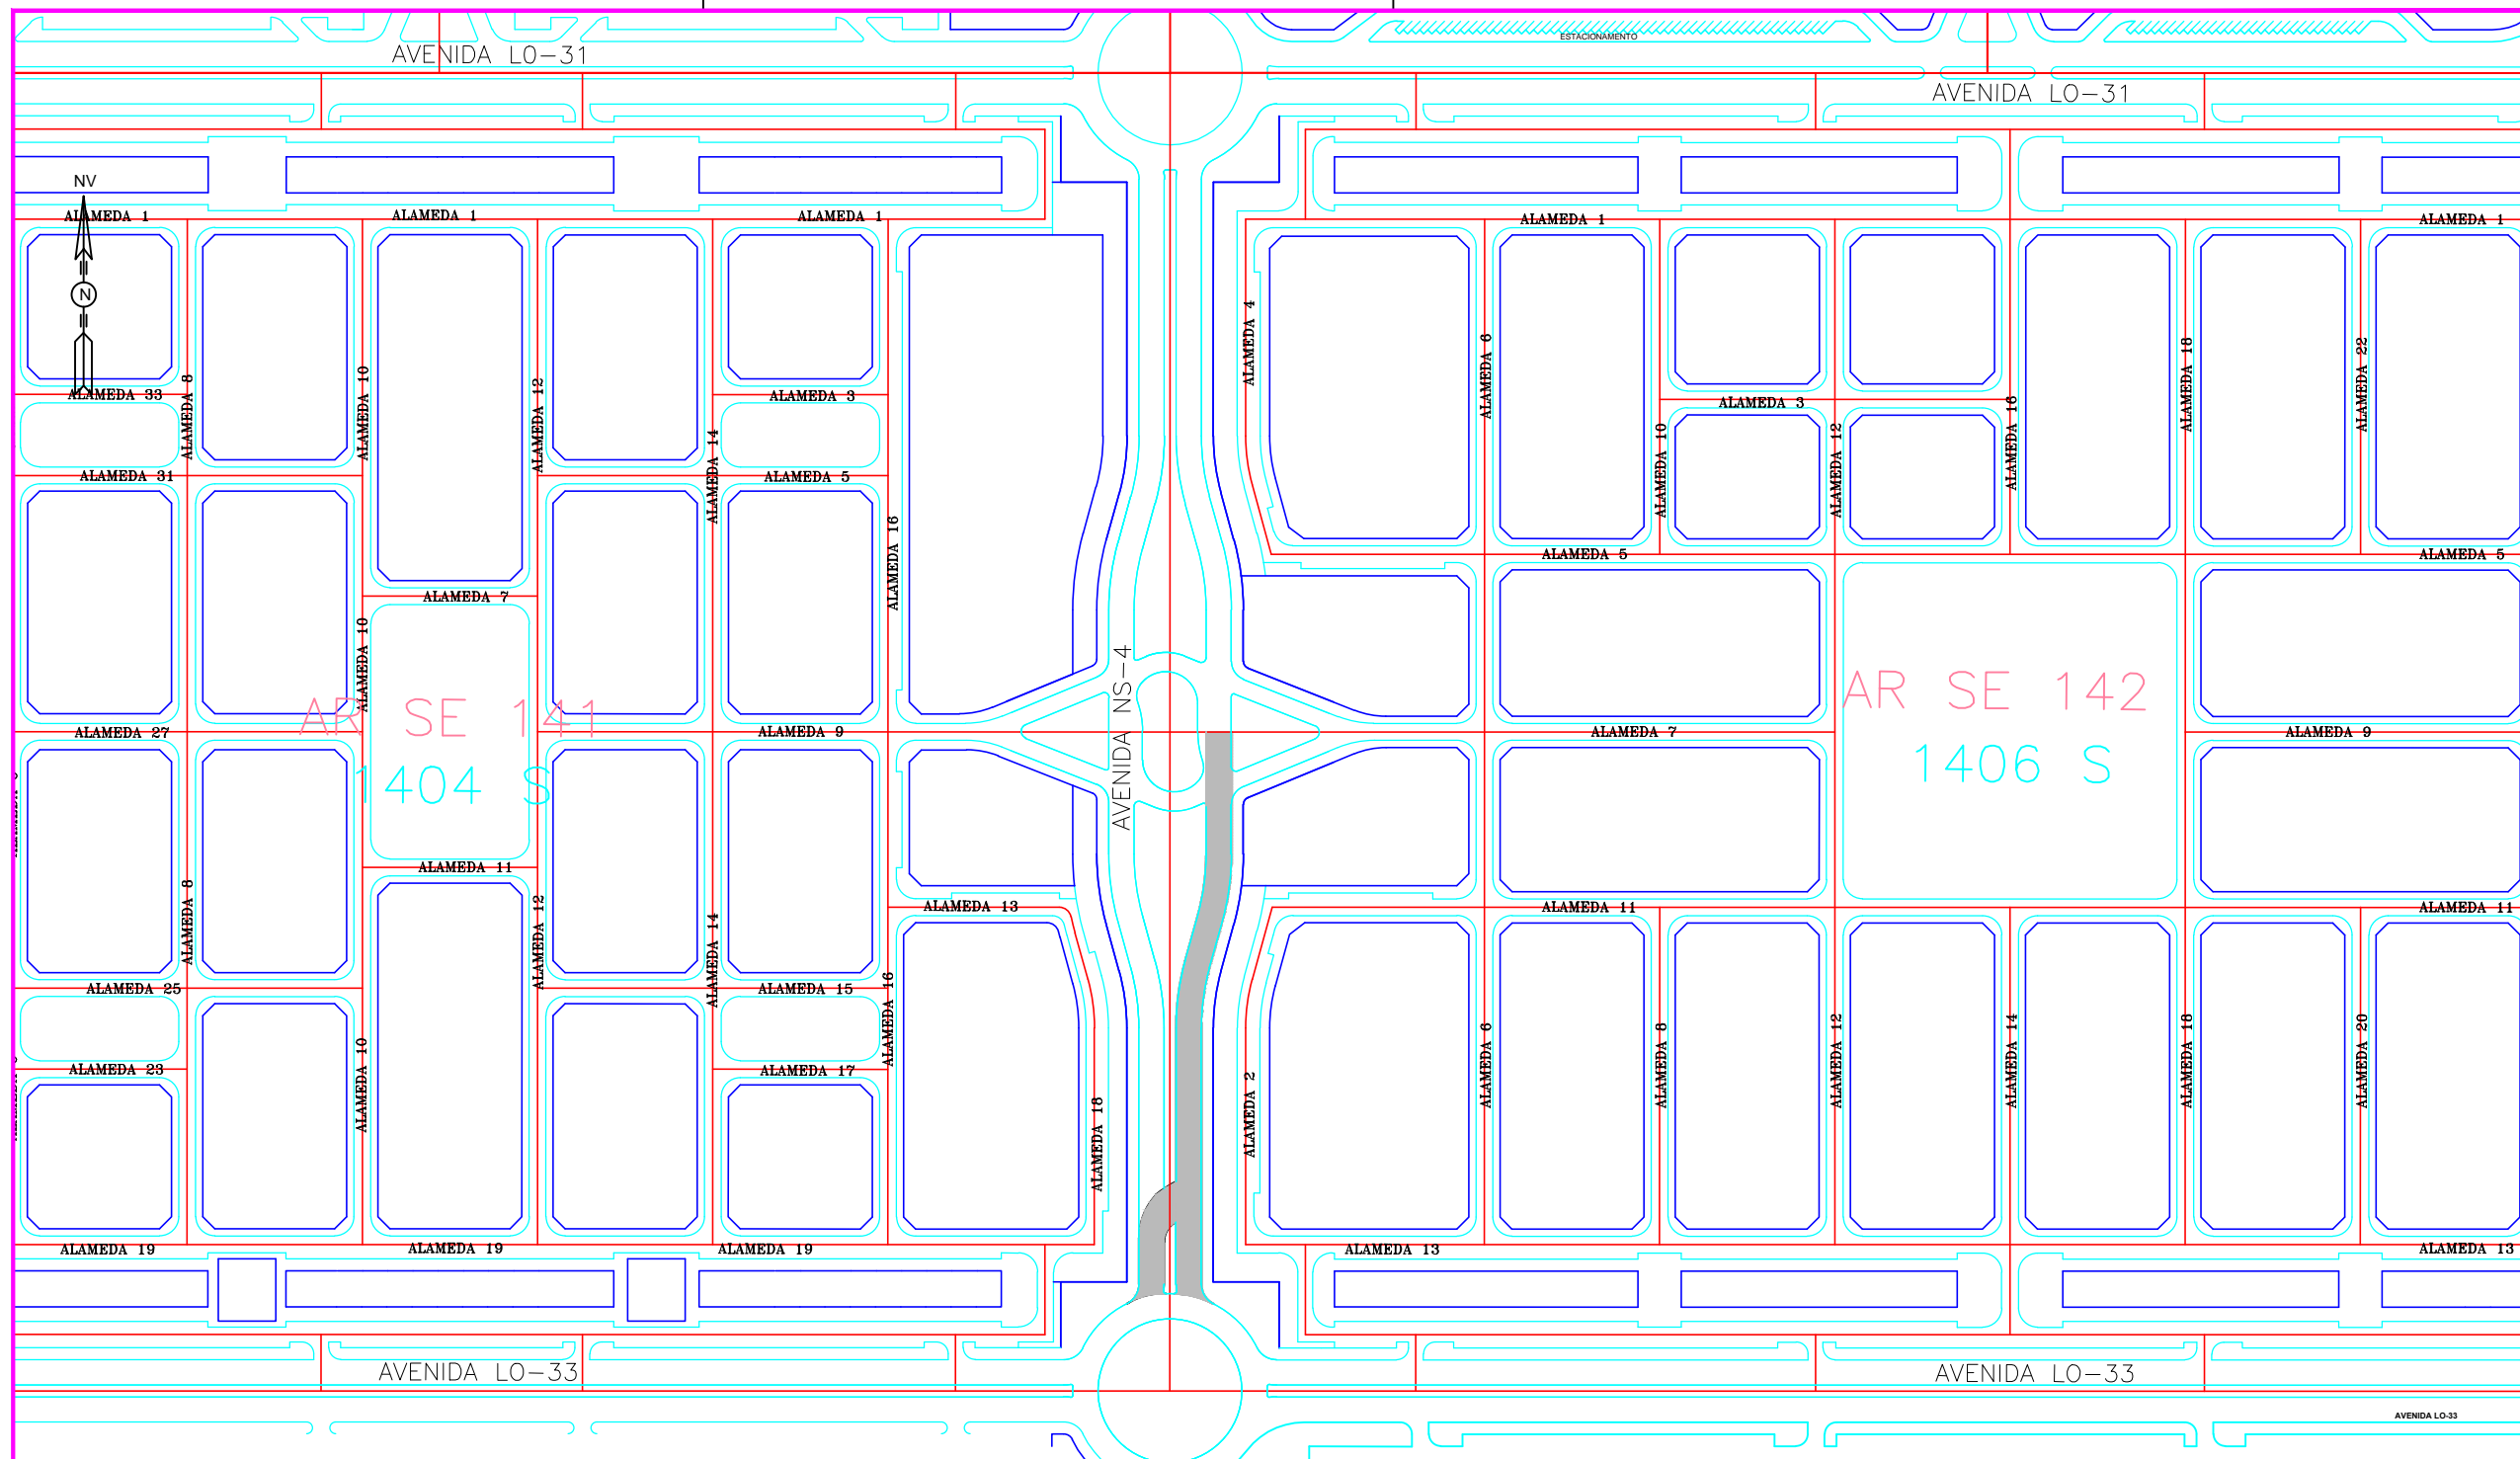 AVENIDA LO-31
ESTACIONAMENTO
AVENIDA LO-31
NV
N
ALAMEDA 1
ALAMEDA 1
ALAMEDA 1
ALAMEDA 1
ALAMEDA 1
ALAMEDA 33
ALAMEDA 8
ALAMEDA 10
ALAMEDA 12
ALAMEDA 3
ALAMEDA 14
ALAMEDA 4
ALAMEDA 6
ALAMEDA 3
ALAMEDA 10
ALAMEDA 12
ALAMEDA 16
ALAMEDA 18
ALAMEDA 22
ALAMEDA 31
ALAMEDA 5
ALAMEDA 16
ALAMEDA 5
ALAMEDA 5
ALAMEDA 7
ALAMEDA 10
AR SE 141
1404 S
AVENIDA NS-4
AR SE 142
1406 S
ALAMEDA 27
ALAMEDA 9
ALAMEDA 7
ALAMEDA 9
ALAMEDA 11
ALAMEDA 8
ALAMEDA 12
ALAMEDA 14
ALAMEDA 13
ALAMEDA 11
ALAMEDA 11
ALAMEDA 25
ALAMEDA 15
ALAMEDA 16
ALAMEDA 10
ALAMEDA 23
ALAMEDA 17
ALAMEDA 18
ALAMEDA 2
ALAMEDA 6
ALAMEDA 8
ALAMEDA 12
ALAMEDA 14
ALAMEDA 18
ALAMEDA 20
ALAMEDA 19
ALAMEDA 19
ALAMEDA 19
ALAMEDA 13
ALAMEDA 13
AVENIDA LO-33
AVENIDA LO-33
AVENIDA LO-33